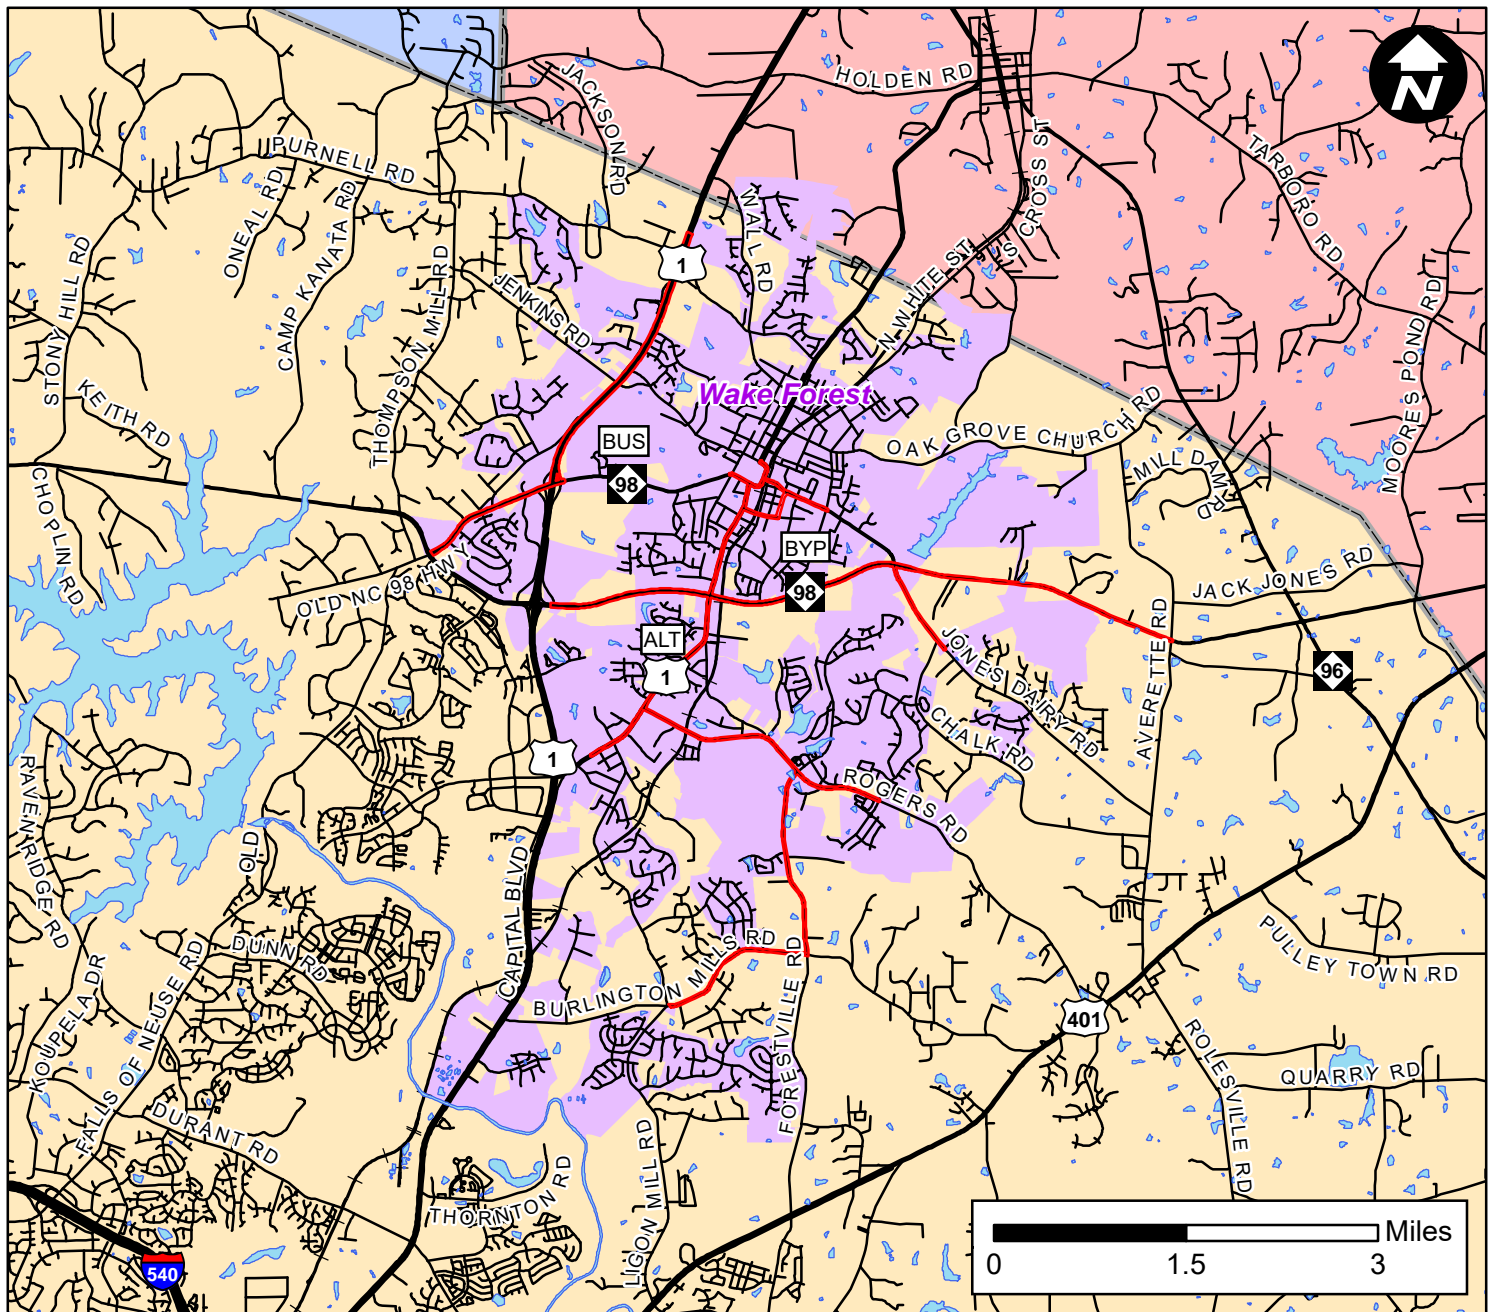 JACKSON RD
HOLDEN RD
N
PURNELL RD
ONEAL RD
CAMP KANATA RD
S CROSS ST
TARBORO RD
WALL RD
STONY HILL RD
THOMPSON MILL RD
1
JENKINS RD
N WHITE ST
MOORES POND RD
KEITH RD
Wake Forest
OAK GROVE CHURCH RD
BUS
98
MILL DAM RD
CHOPLIN RD
BYP
98
OLD NC 98 HWY
JACK JONES RD
ALT
1
JONES DAIRY RD
AVERETTE RD
96
CHALK RD
1
ROGERS RD
RAVEN RIDGE RD
OLD
CAPITAL BLVD
DUNN RD
BURLINGTON MILLS RD
PULLEY TOWN RD
KOUPELA DR
FALLS OF NEUSE RD
FORESTVILLE RD
401
ROLESVILLE RD
QUARRY RD
DURANT RD
THORNTON RD
LIGON MILL RD
540
Miles
0 1.5 3